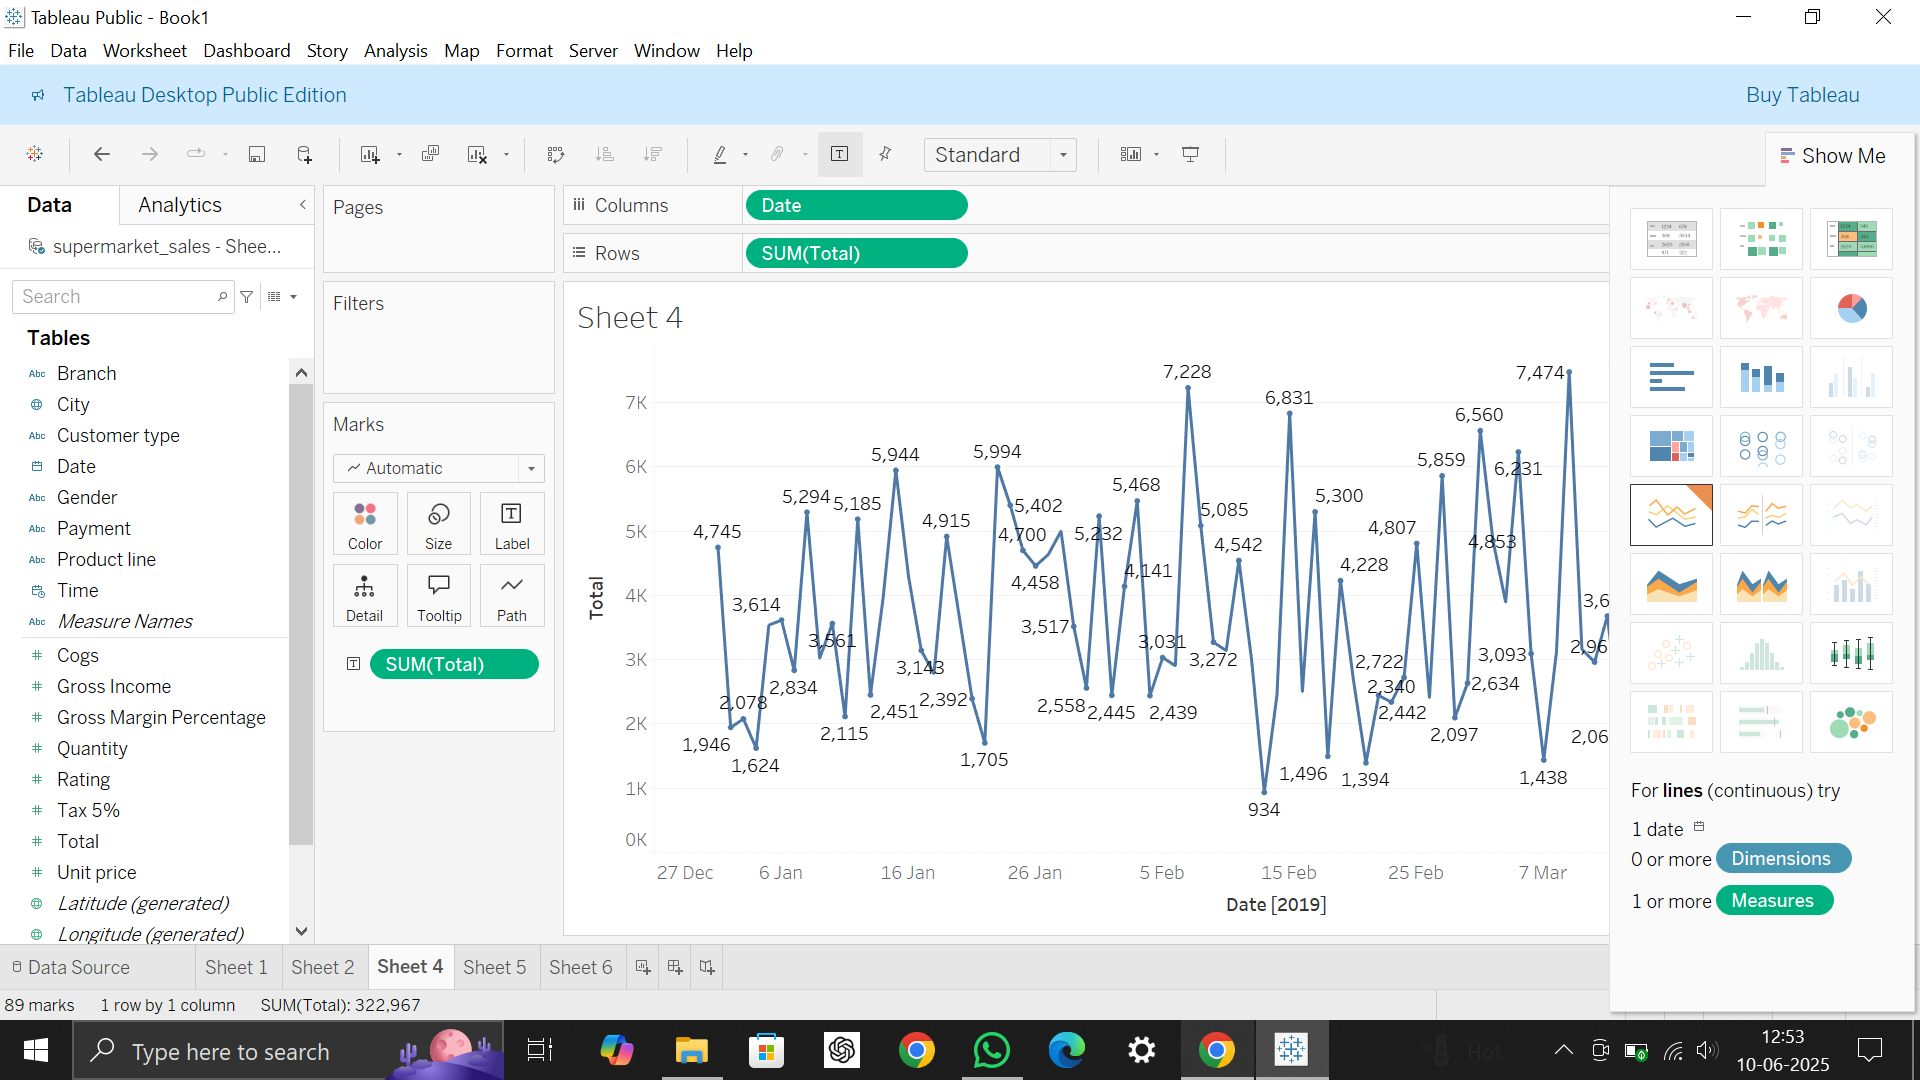 Tableau Public - Book1
File Data Worksheet Dashboard Story Analysis Map Format Server Window Help
Tableau Desktop Public Edition
Buy Tableau
Standard
Show Me
Data
Analytics
supermarket_sales - Shee...
Search
Tables
Abc Branch
City
Abc Customer type
Date
Abc Gender
Abc Payment
Abc Product line
Time
Abc Measure Names
Cogs
Gross Income
Gross Margin Percentage
Quantity
Rating
Tax 5%
Total
Unit price
Latitude (generated)
Longitude (generated)
Pages
Filters
Marks
Automatic
Color
Size
Label
Detail
Tooltip
Path
SUM(Total)
Columns
Date
Rows
SUM(Total)
Sheet 4
Total
7K
6K
5K
4K
3K
2K
1K
0K
4,745
1,946
2,078
1,624
3,614
2,834
5,294
3,561
2,115
5,185
2,451
5,944
3,143
2,392
4,915
1,705
5,994
5,402
4,700
4,458
3,517
2,558
5,232
2,445
4,141
5,468
2,439
3,031
7,228
5,085
3,272
4,542
934
6,831
1,496
5,300
4,228
1,394
2,722
2,340
2,442
4,807
5,859
2,097
2,634
6,560
4,853
6,231
3,093
1,438
7,474
2,96
3,6
2,06
27 Dec
6 Jan
16 Jan
26 Jan
5 Feb
15 Feb
25 Feb
7 Mar
Date [2019]
For lines (continuous) try
1 date
0 or more Dimensions
1 or more Measures
Data Source
Sheet 1
Sheet 2
Sheet 4
Sheet 5
Sheet 6
89 marks
1 row by 1 column
SUM(Total): 322,967
Type here to search
Hot...
12:53
10-06-2025